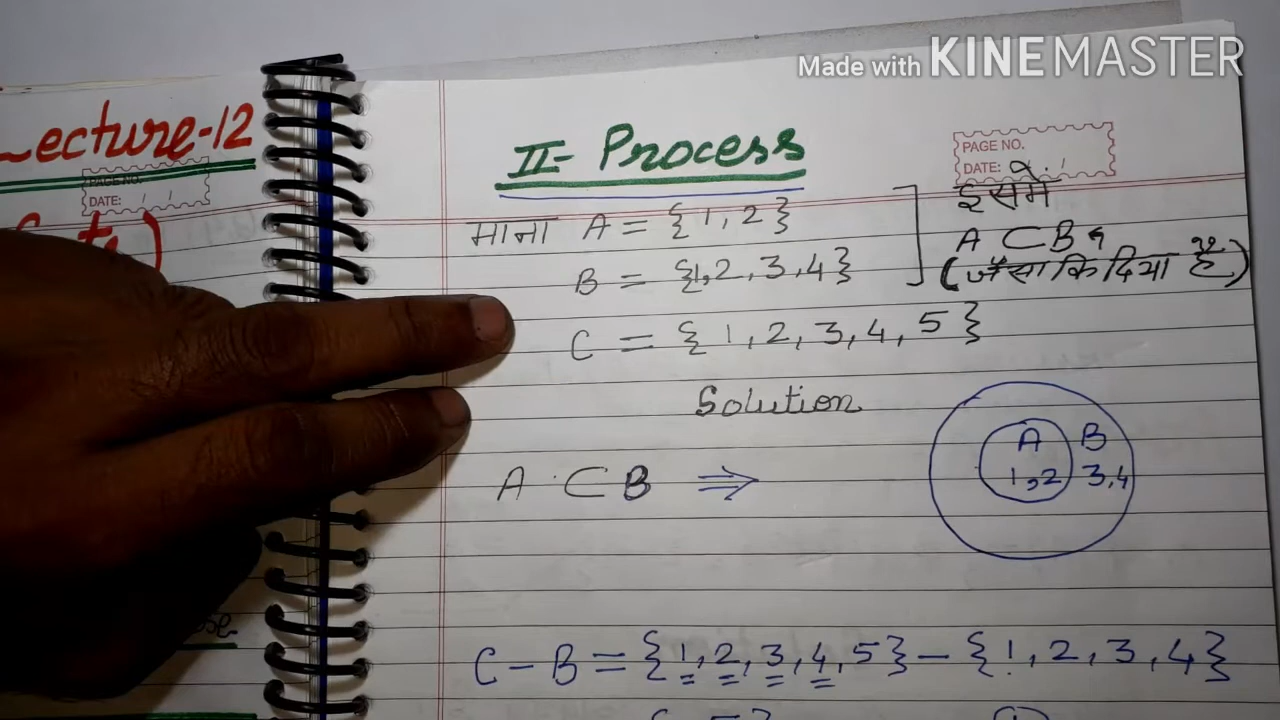 Made with KINEMASTER
Lecture-12
PAGE NO.
DATE:
II- Process
PAGE NO.
DATE:
माना A = {1, 2}
B = {1,2, 3, 4}
C = {1, 2, 3, 4, 5}
इसमें
A ⊂ B
(जैसा कि दिया है)
Solution
A ⊂ B ⇒
A B
1,2 3,4
C - B = {1, 2, 3, 4, 5} - {1, 2, 3, 4}